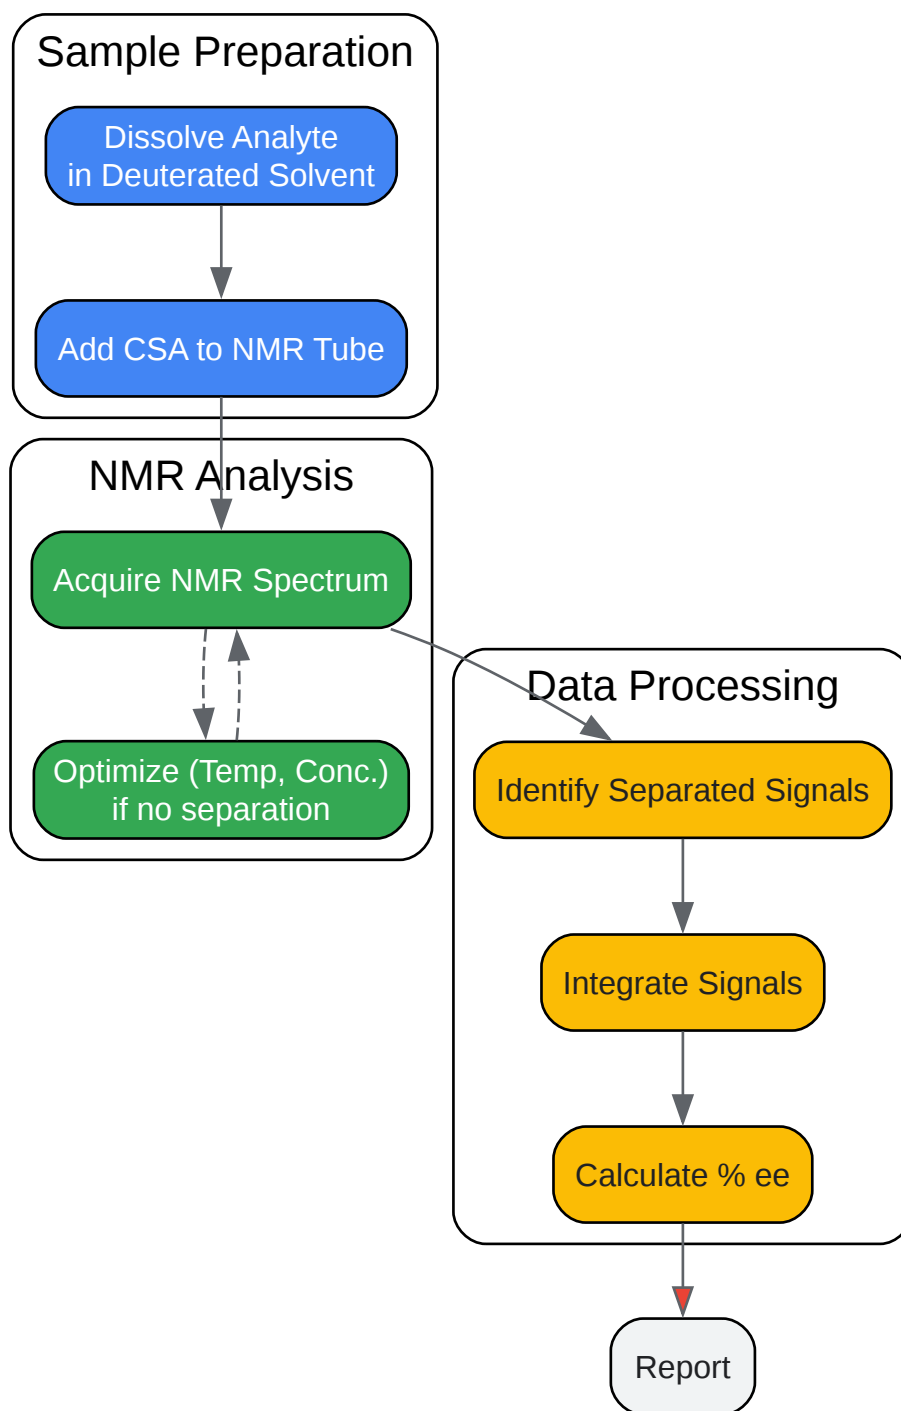 Sample Preparation
Dissolve Analyte
in Deuterated Solvent
Add CSA to NMR Tube
NMR Analysis
Acquire NMR Spectrum
Optimize (Temp, Conc.)
if no separation
Data Processing
Identify Separated Signals
Integrate Signals
Calculate % ee
Report